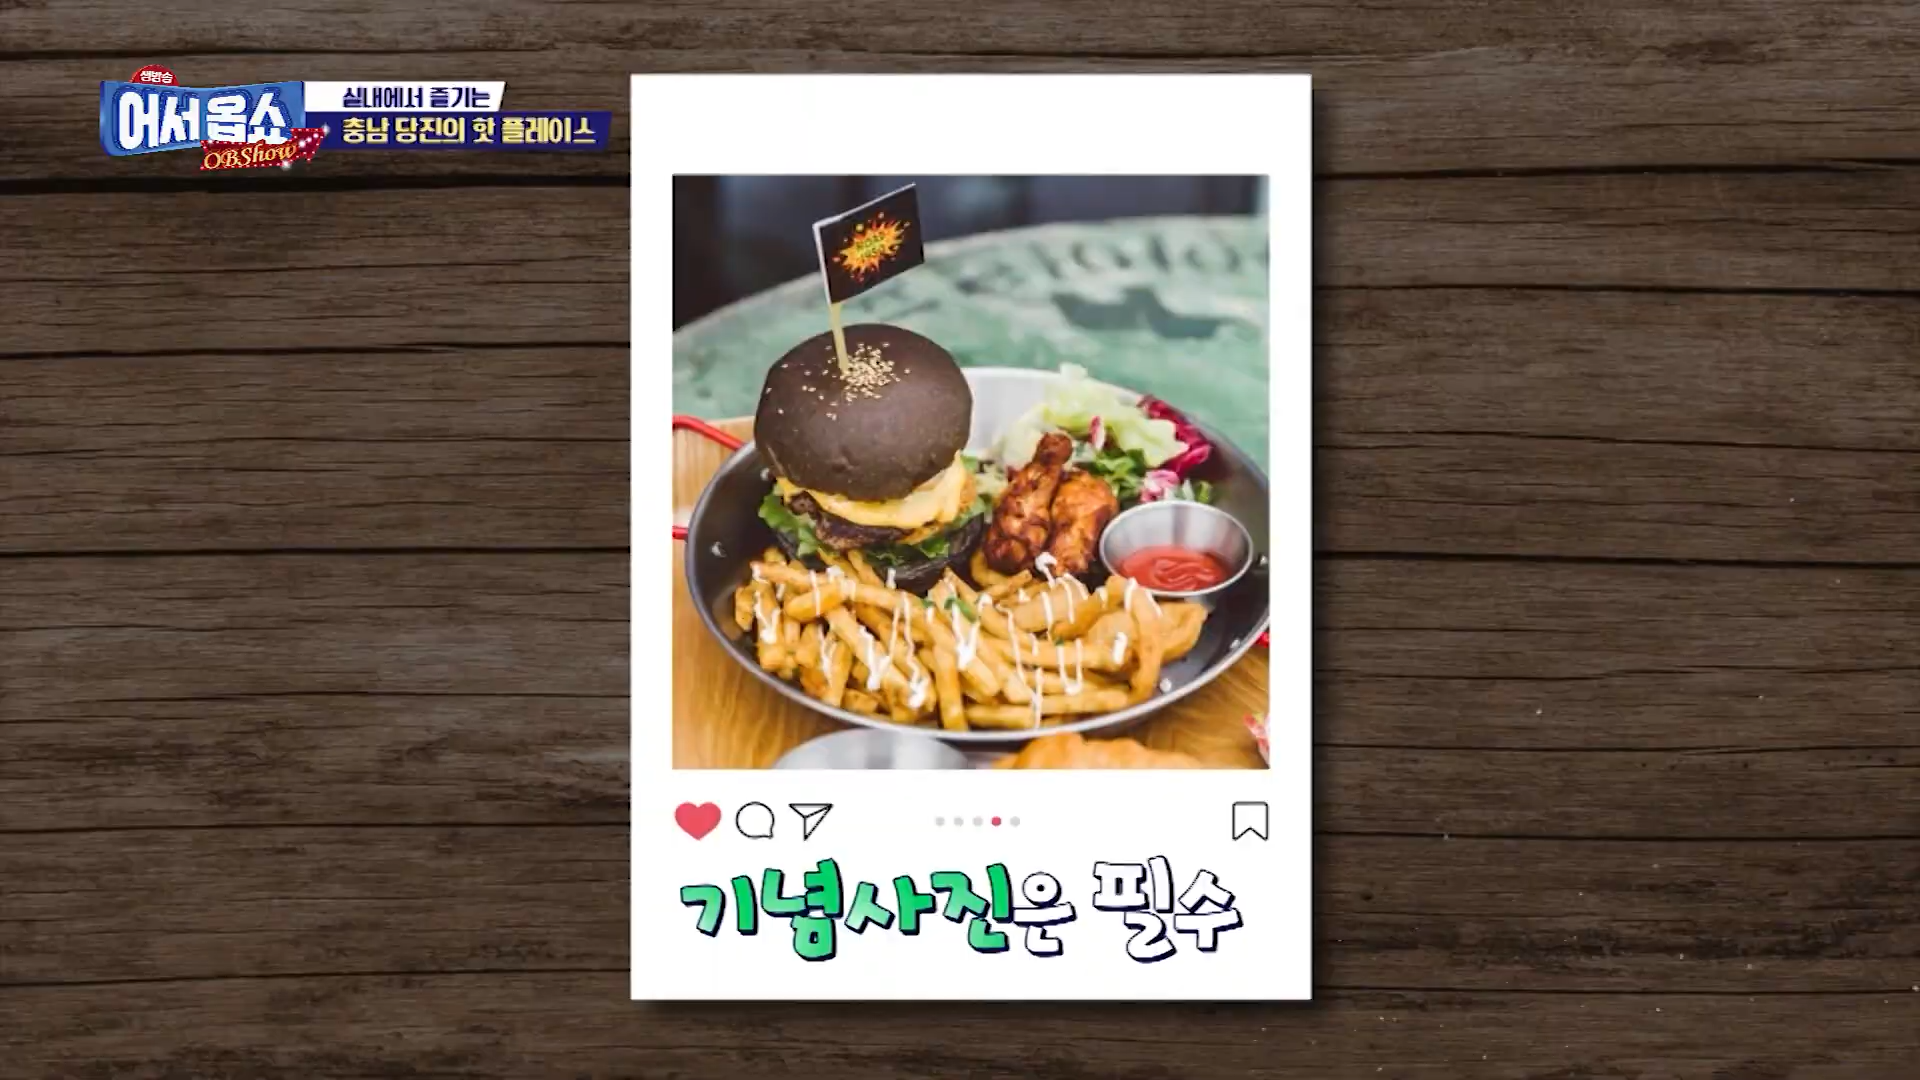 쌩방송
어서옵쇼
OBShow
실내에서 즐기는
충남 당진의 핫 플레이스
기념사진은 필수